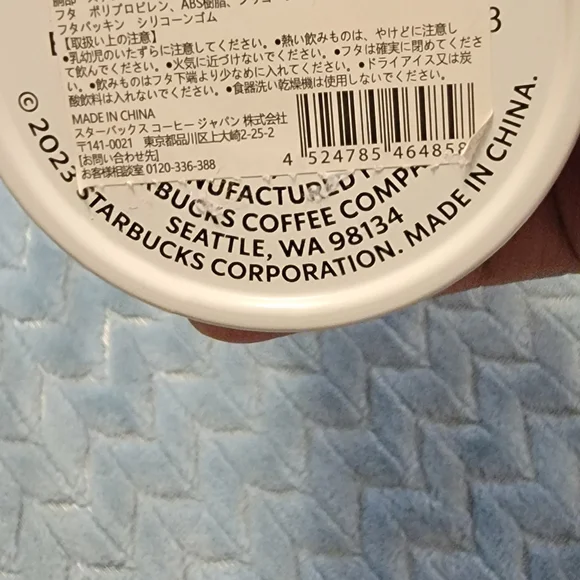 フタ ポリプロピレン、ABS樹脂、
フタパッキン シリコーンゴム
【取扱い上の注意】
●乳幼児のいたずらに注意してください。●熱い飲みものは、やけどに注意し
て飲んでください。●火気に近づけないでください。●フタは確実に閉めてくださ
い。●飲みものはフタ下端より少なめに入れてください。●ドライアイス又は炭
酸飲料は入れないでください。●食器洗い乾燥機は使用しないでください。
MADE IN CHINA
スターバックス コーヒー ジャパン 株式会社
〒141-0021 東京都品川区上大崎2-25-2
[お問い合わせ先]
お客様相談室 0120-336-388
4 524785 464858
UFACTURED
BUCKS COFFEE COMPA
SEATTLE, WA 98134
© 2023 STARBUCKS CORPORATION. MADE IN CHINA.